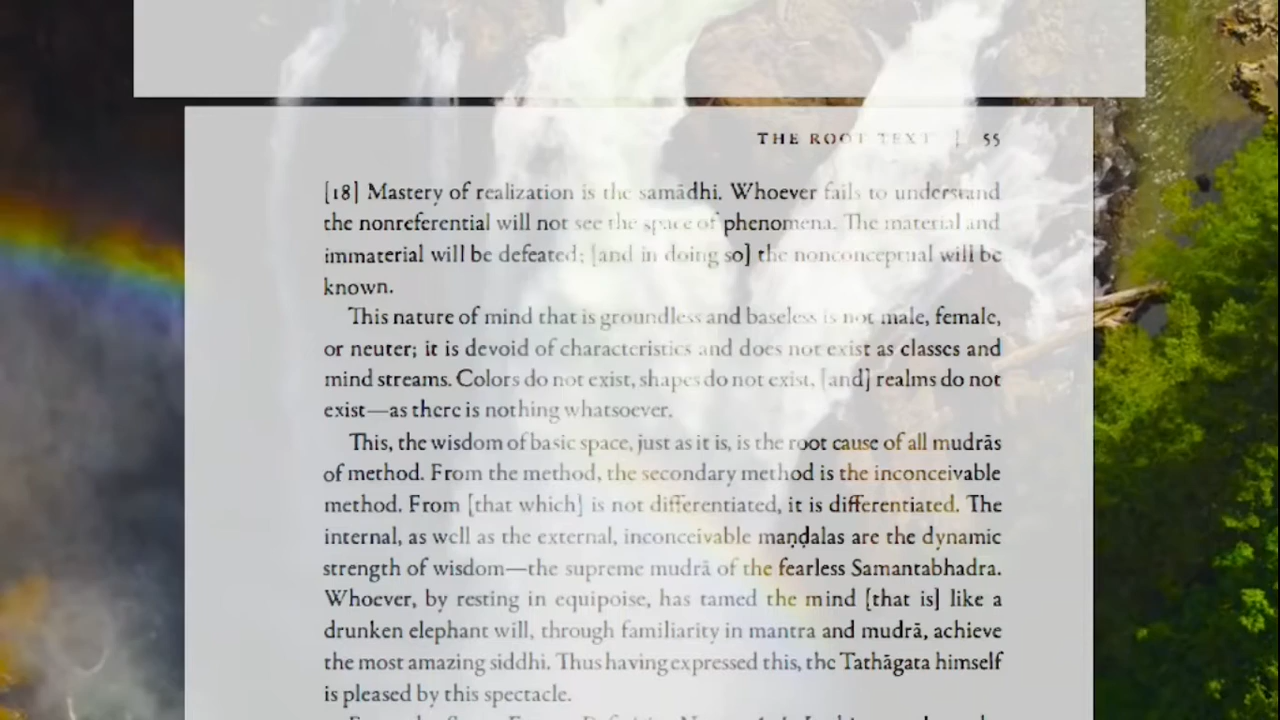 THE ROOT TEXT | 55
[18] Mastery of realization is the samādhi. Whoever fails to understand
the nonreferential will not see the space of phenomena. The material and
immaterial will be defeated; [and in doing so] the nonconceptual will be
known.
This nature of mind that is groundless and baseless is not male, female,
or neuter; it is devoid of characteristics and does not exist as classes and
mind streams. Colors do not exist, shapes do not exist, [and] realms do not
exist—as there is nothing whatsoever.
This, the wisdom of basic space, just as it is, is the root cause of all mudrās
of method. From the method, the secondary method is the inconceivable
method. From [that which] is not differentiated, it is differentiated. The
internal, as well as the external, inconceivable maṇḍalas are the dynamic
strength of wisdom—the supreme mudrā of the fearless Samantabhadra.
Whoever, by resting in equipoise, has tamed the mind [that is] like a
drunken elephant will, through familiarity in mantra and mudrā, achieve
the most amazing siddhi. Thus having expressed this, the Tathāgata himself
is pleased by this spectacle.